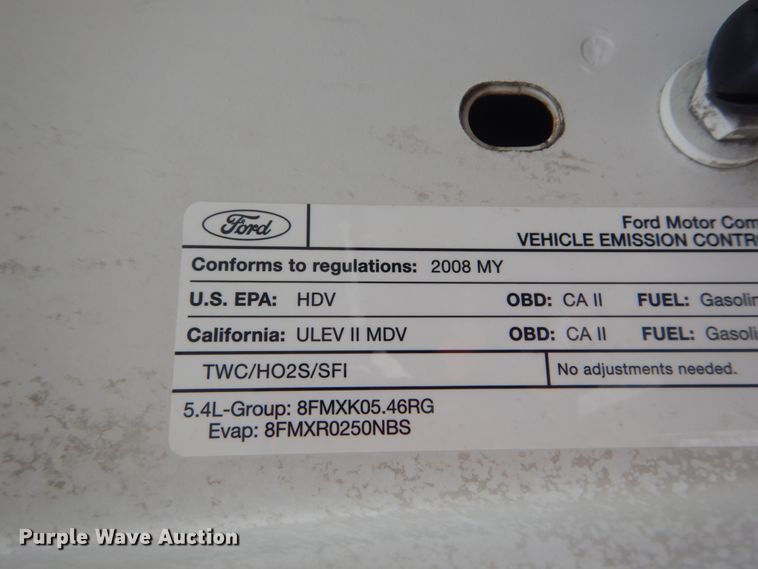 Ford
Ford Motor Com
VEHICLE EMISSION CONTR
Conforms to regulations: 2008 MY
U.S. EPA: HDV OBD: CA II FUEL: Gasolin
California: ULEV II MDV OBD: CA II FUEL: Gasolin
TWC/HO2S/SFI No adjustments needed.
5.4L-Group: 8FMXK05.46RG
Evap: 8FMXR0250NBS
Purple Wave Auction